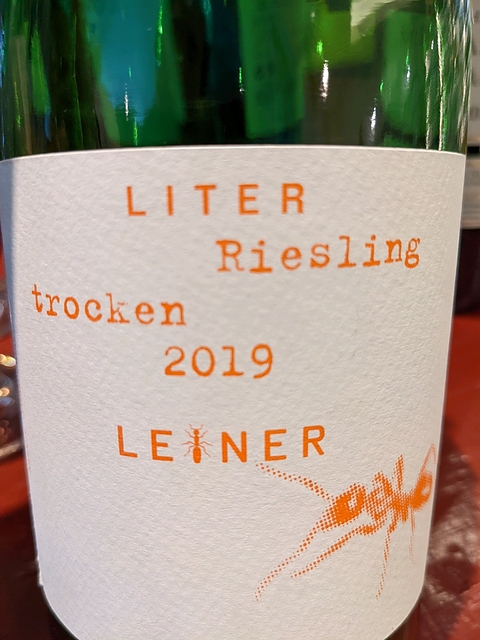 LITER
Riesling
trocken
2019
LEINER